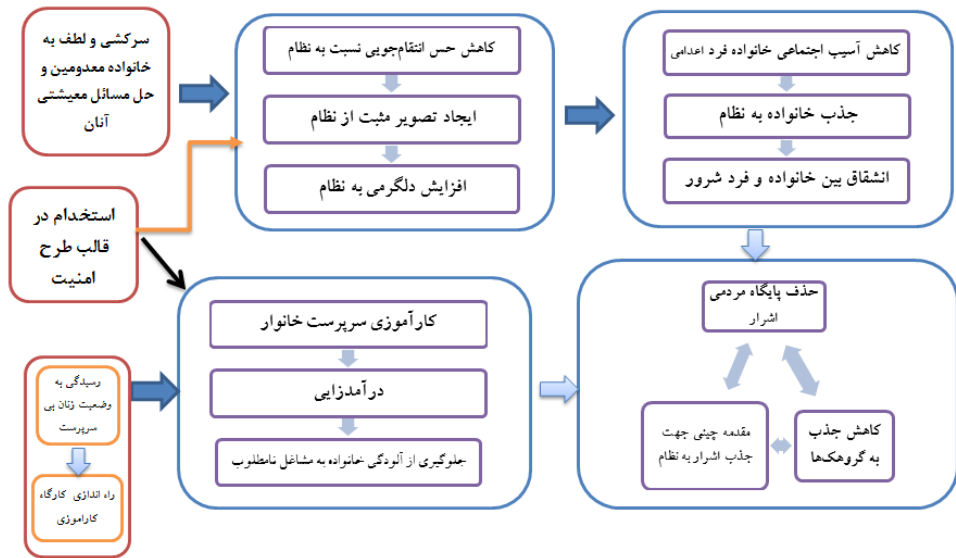 سرکشی و لطف به
خانواده معدومین و
حل مسائل معیشتی
آنان
کاهش حس انتقام‌جویی نسبت به نظام
ایجاد تصویر مثبت از نظام
افزایش دلگرمی به نظام
کاهش آسیب اجتماعی خانواده فرد اعدامی
جذب خانواده به نظام
انشقاق بین خانواده و فرد شرور
استخدام در
قالب طرح
امنیت
کارآموزی سرپرست خانوار
درآمدزایی
جلوگیری از آلودگی خانواده به مشاغل نامطلوب
حذف پایگاه مردمی
اشرار
مقدمه چینی جهت
جذب اشرار به نظام
کاهش جذب
به گروهک‌ها
رسیدگی به
وضعیت زنان بی
سرپرست
راه اندازی کارگاه
کاراموزی